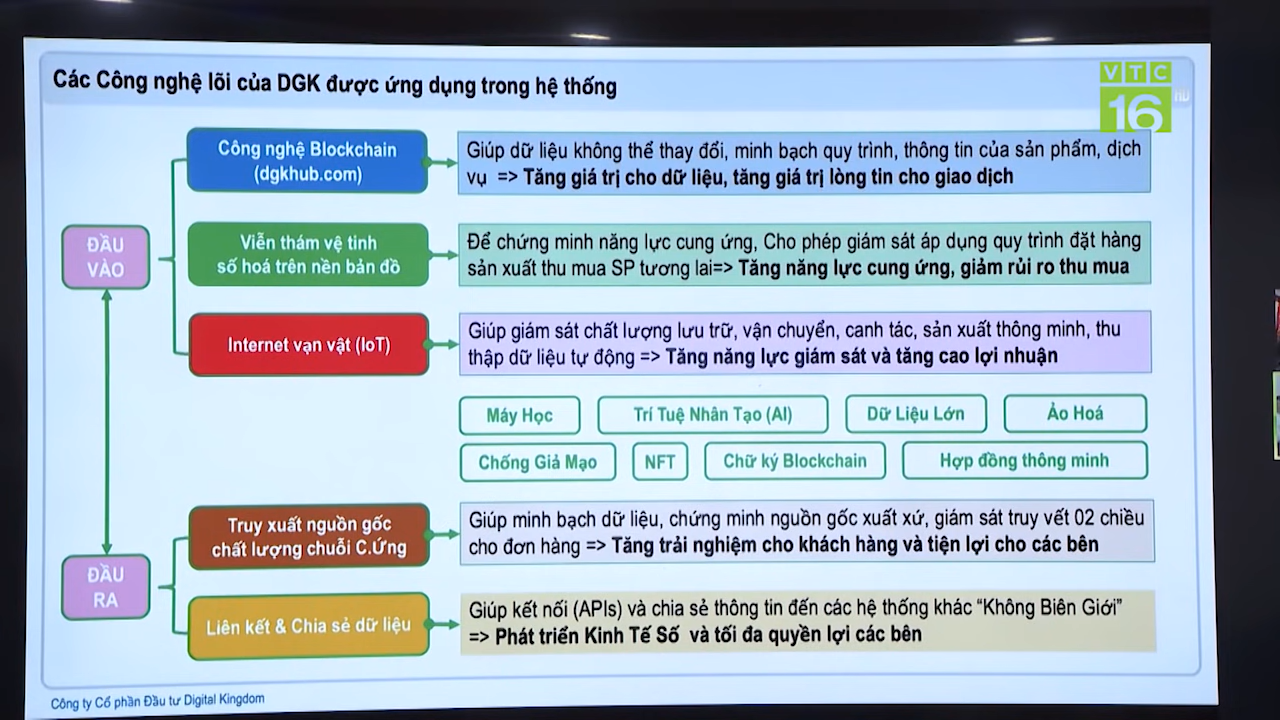 Các Công nghệ lõi của DGK được ứng dụng trong hệ thống
VTC
16
HD
ĐẦU
VÀO
Công nghệ Blockchain
(dgkhub.com)
Giúp dữ liệu không thể thay đổi, minh bạch quy trình, thông tin của sản phẩm, dịch
vụ => Tăng giá trị cho dữ liệu, tăng giá trị lòng tin cho giao dịch
Viễn thám vệ tinh
số hoá trên nền bản đồ
Để chứng minh năng lực cung ứng, Cho phép giám sát áp dụng quy trình đặt hàng
sản xuất thu mua SP tương lai=> Tăng năng lực cung ứng, giảm rủi ro thu mua
Internet vạn vật (IoT)
Giúp giám sát chất lượng lưu trữ, vận chuyển, canh tác, sản xuất thông minh, thu
thập dữ liệu tự động => Tăng năng lực giám sát và tăng cao lợi nhuận
Máy Học
Trí Tuệ Nhân Tạo (AI)
Dữ Liệu Lớn
Ảo Hoá
Chống Giả Mạo
NFT
Chữ ký Blockchain
Hợp đồng thông minh
ĐẦU
RA
Truy xuất nguồn gốc
chất lượng chuỗi C.Ứng
Giúp minh bạch dữ liệu, chứng minh nguồn gốc xuất xứ, giám sát truy vết 02 chiều
cho đơn hàng => Tăng trải nghiệm cho khách hàng và tiện lợi cho các bên
Liên kết & Chia sẻ dữ liệu
Giúp kết nối (APIs) và chia sẻ thông tin đến các hệ thống khác “Không Biên Giới”
=> Phát triển Kinh Tế Số và tối đa quyền lợi các bên
Công ty Cổ phần Đầu tư Digital Kingdom